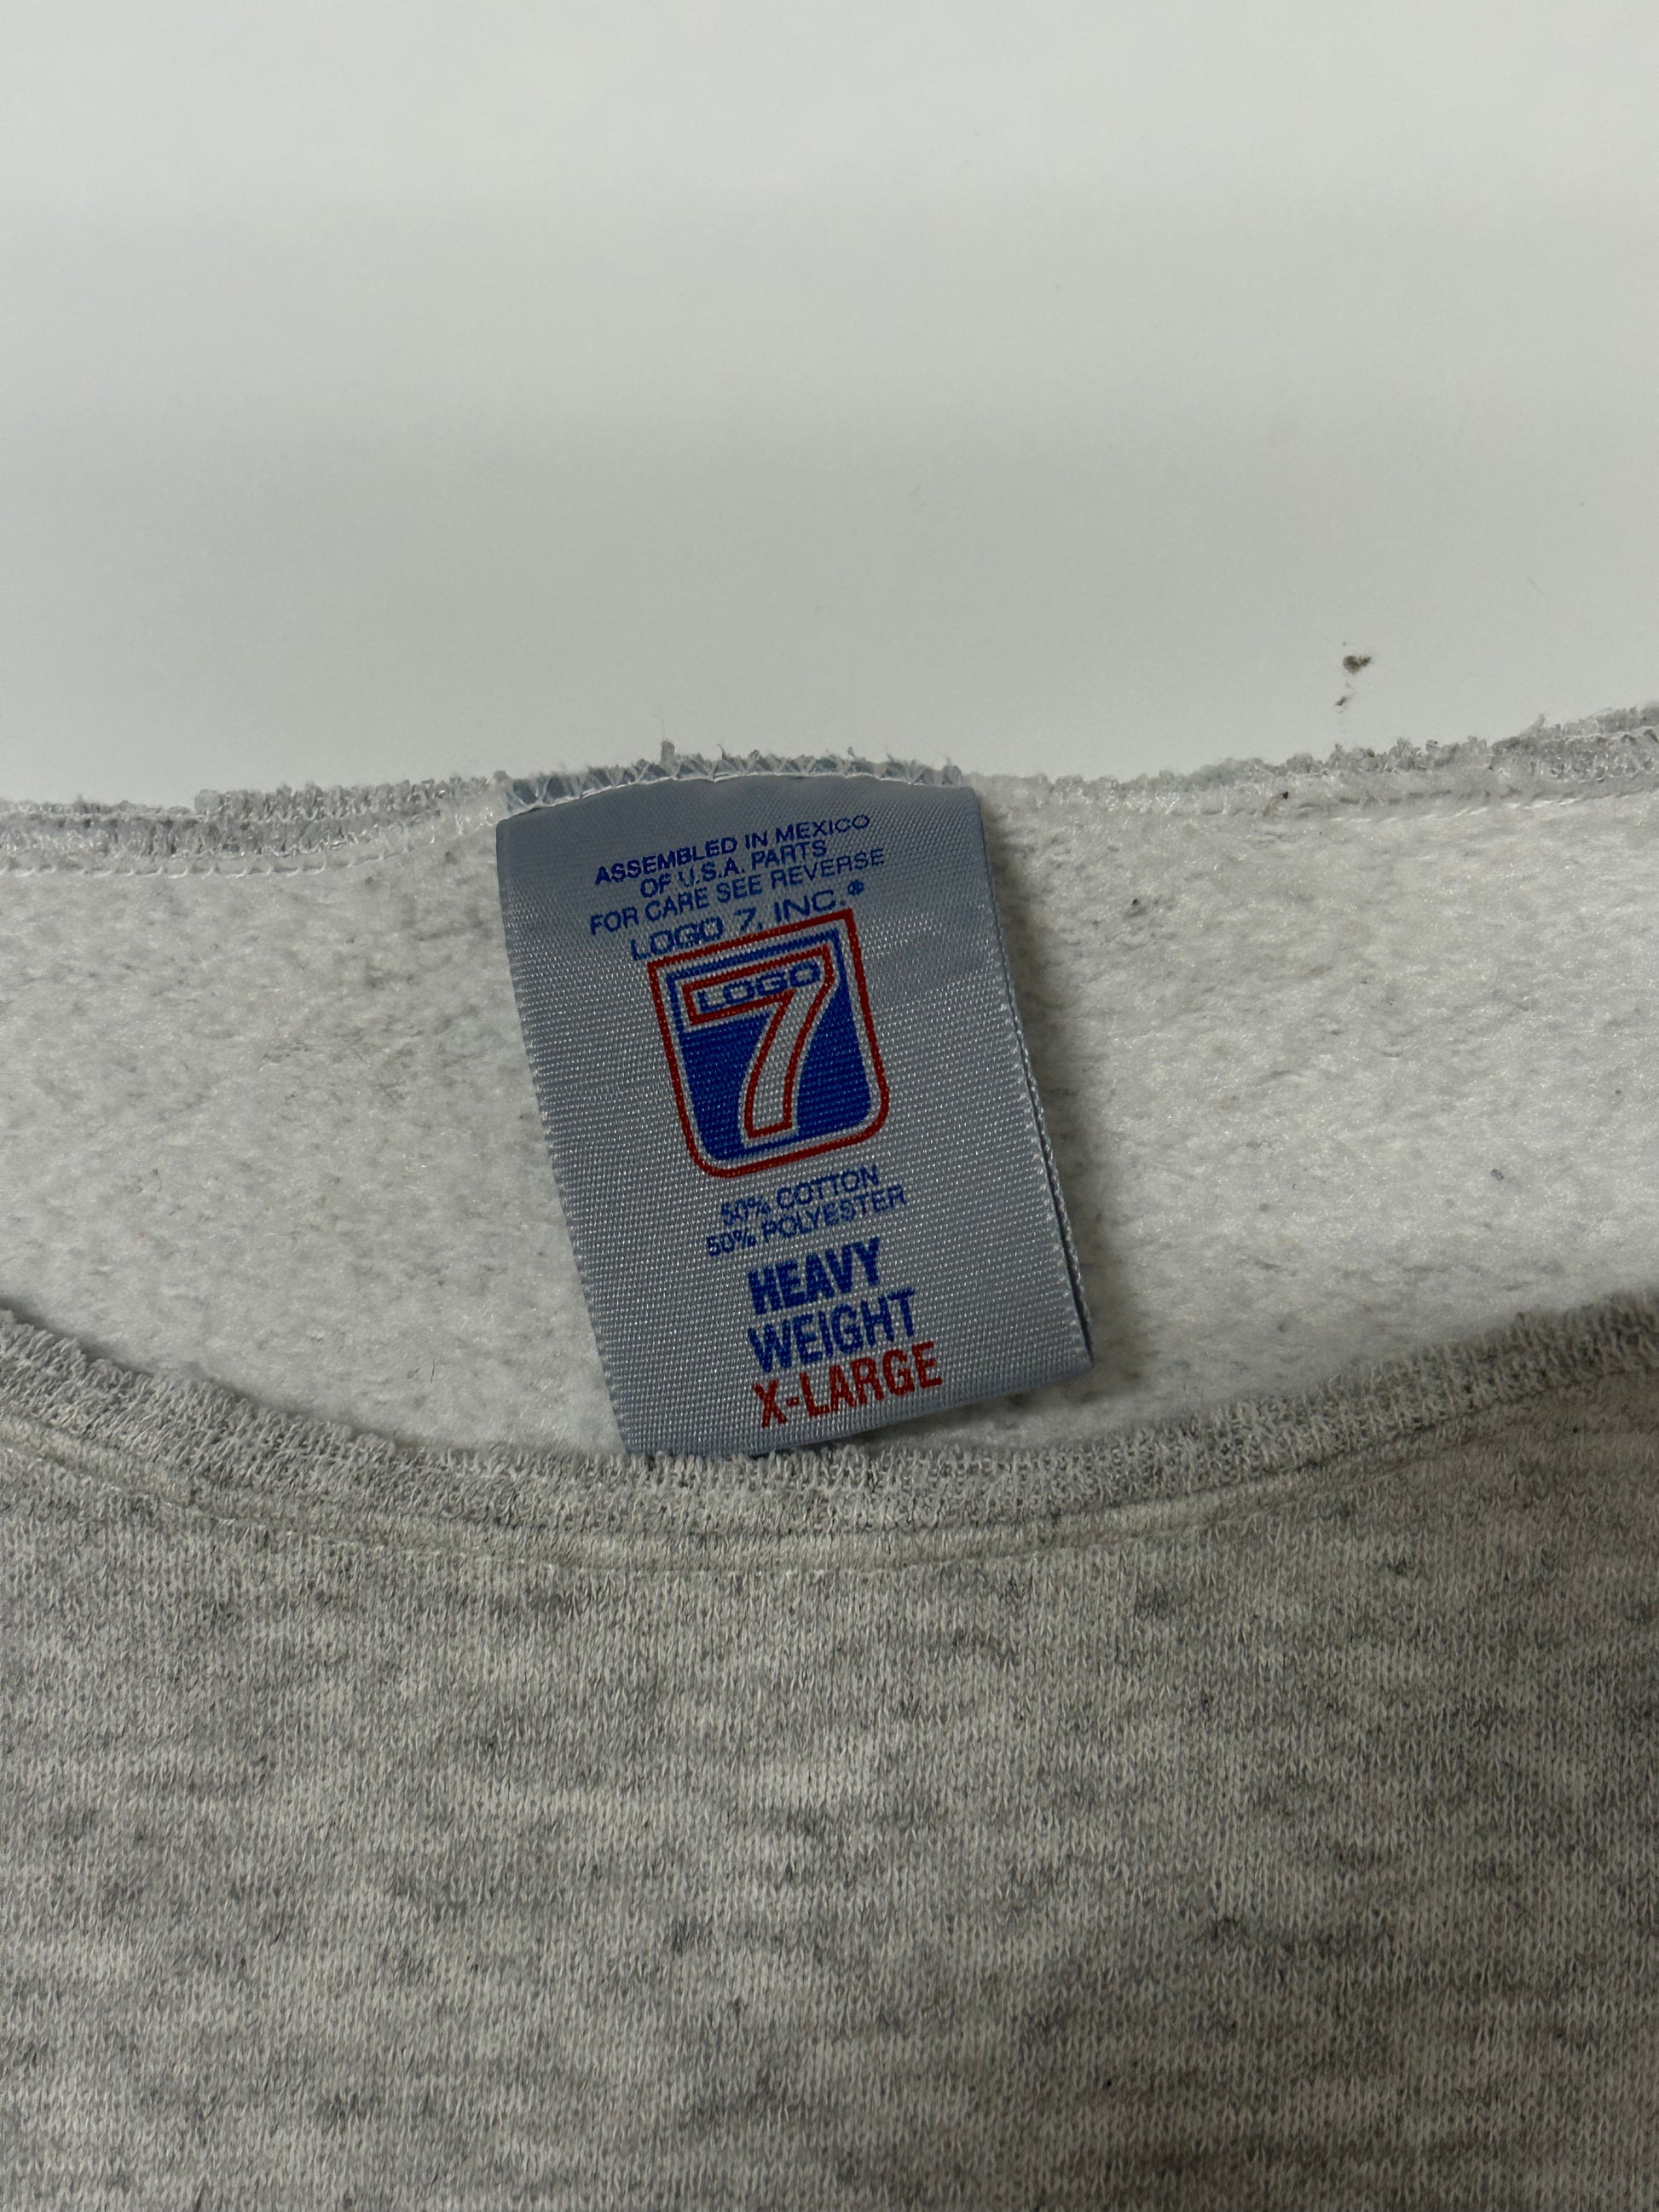 ASSEMBLED IN MEXICO
OF U.S.A. PARTS
FOR CARE SEE REVERSE
LOGO 7, INC.®
LOGO
7
50% COTTON
50% POLYESTER
HEAVY
WEIGHT
X-LARGE